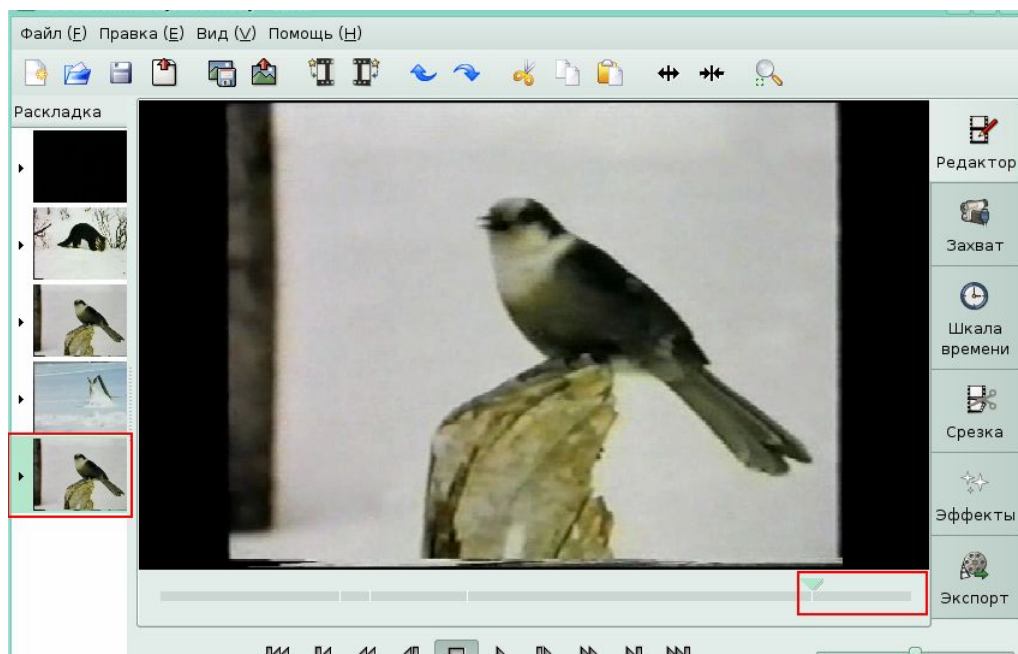 Файл (F) Правка (E) Вид (V) Помощь (H)
Раскладка
Редактор
Захват
Шкала
времени
Срезка
Эффекты
Экспорт